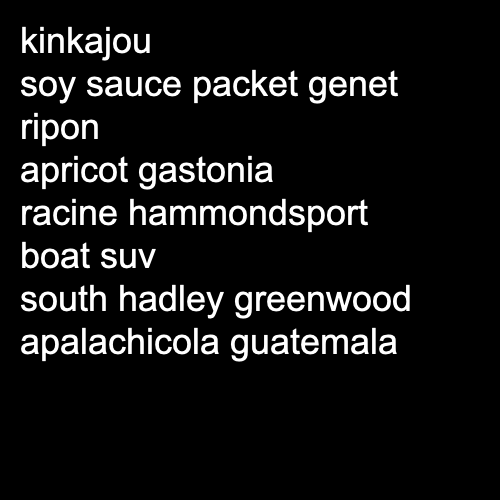 kinkajou
soy sauce packet genet
ripon
apricot gastonia
racine hammondsport
boat suv
south hadley greenwood
apalachicola guatemala